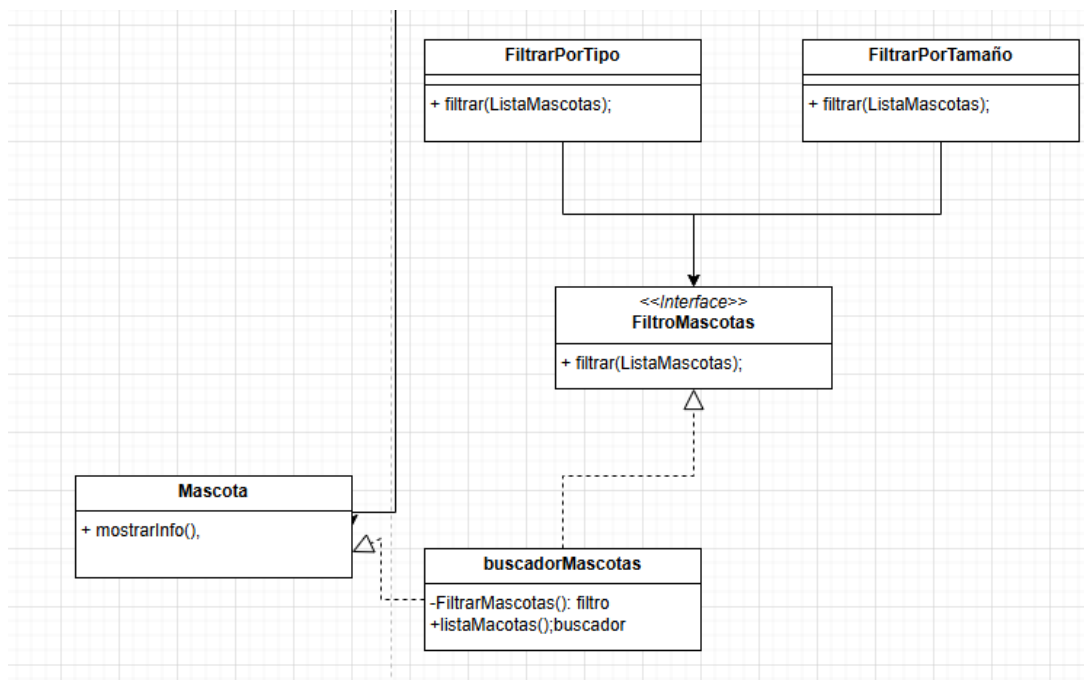 FiltrarPorTipo
+ filtrar(ListaMascotas);
FiltrarPorTamaño
+ filtrar(ListaMascotas);
<<Interface>>
FiltroMascotas
+ filtrar(ListaMascotas);
Mascota
+ mostrarInfo(),
buscadorMascotas
-FiltrarMascotas(): filtro
+listaMacotas();buscador